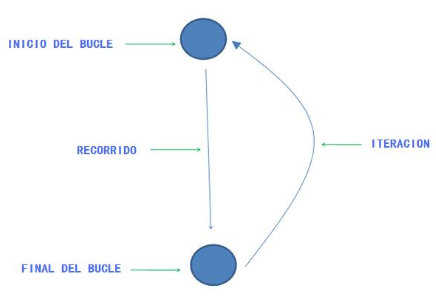 INICIO DEL BUCLE
RECORRIDO
ITERACION
FINAL DEL BUCLE